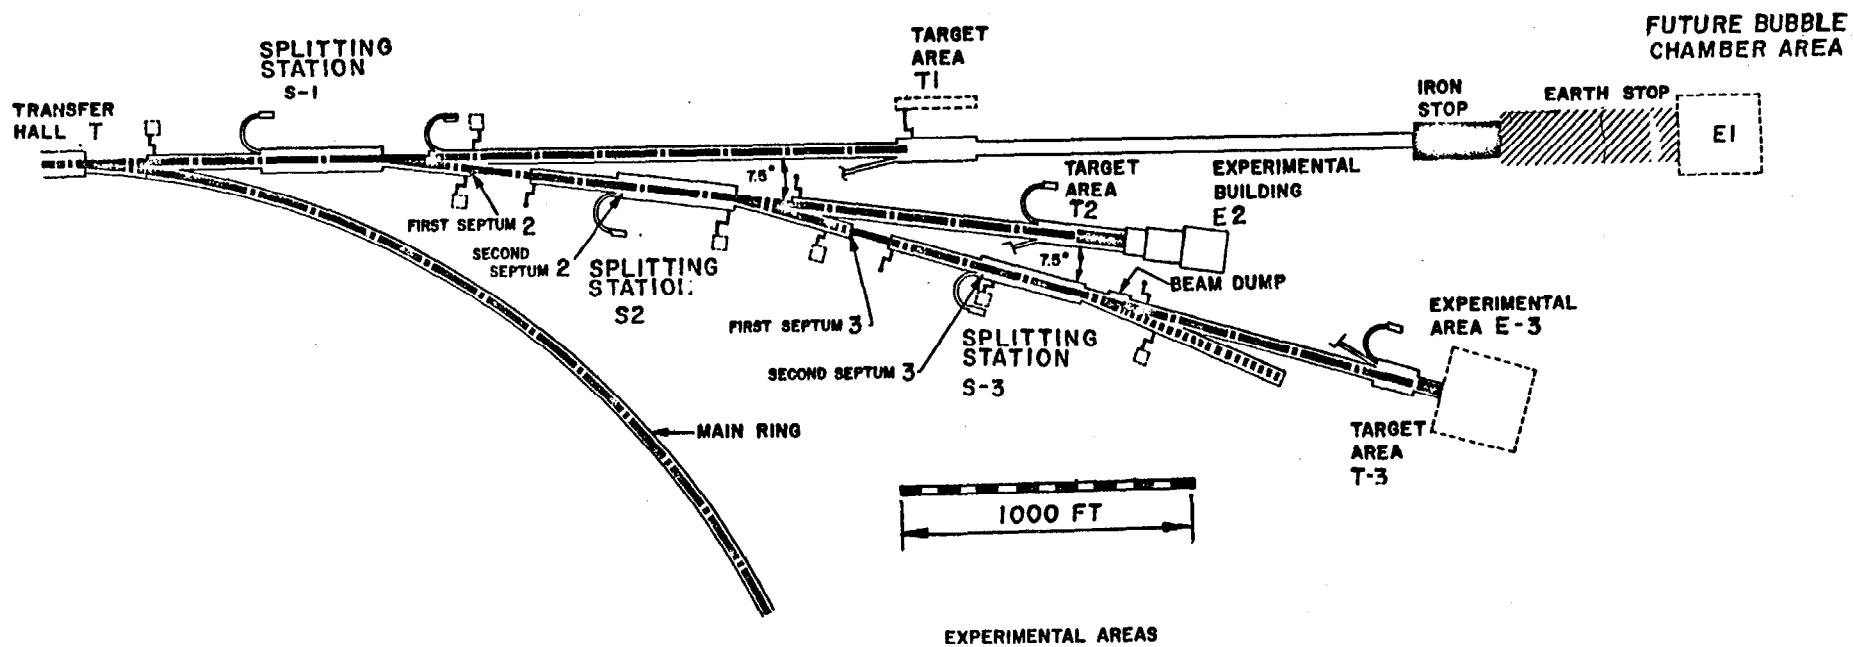 FUTURE BUBBLE
CHAMBER AREA
SPLITTING
STATION
S-1
TARGET
AREA
T1
TRANSFER
HALL T
IRON
STOP
EARTH STOP
E1
7.5°
TARGET
AREA
T2
EXPERIMENTAL
BUILDING
E2
FIRST SEPTUM 2
SECOND
SEPTUM 2
SPLITTING
STATION
S2
7.5°
BEAM DUMP
FIRST SEPTUM 3
SECOND SEPTUM 3
SPLITTING
STATION
S-3
EXPERIMENTAL
AREA E-3
MAIN RING
TARGET
AREA
T-3
1000 FT
EXPERIMENTAL AREAS